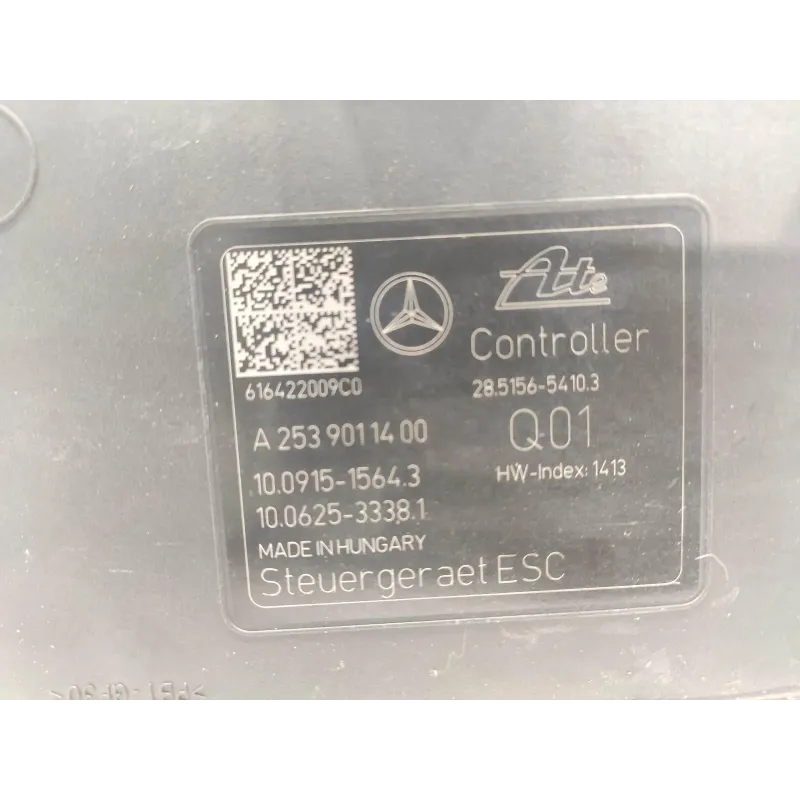 Ate
Controller
616422009C0
28.5156-5410.3
A 253 901 14 00
Q01
10.0915-1564.3
HW-Index: 1413
10.0625-3338.1
MADE IN HUNGARY
Steuergeraet ESC